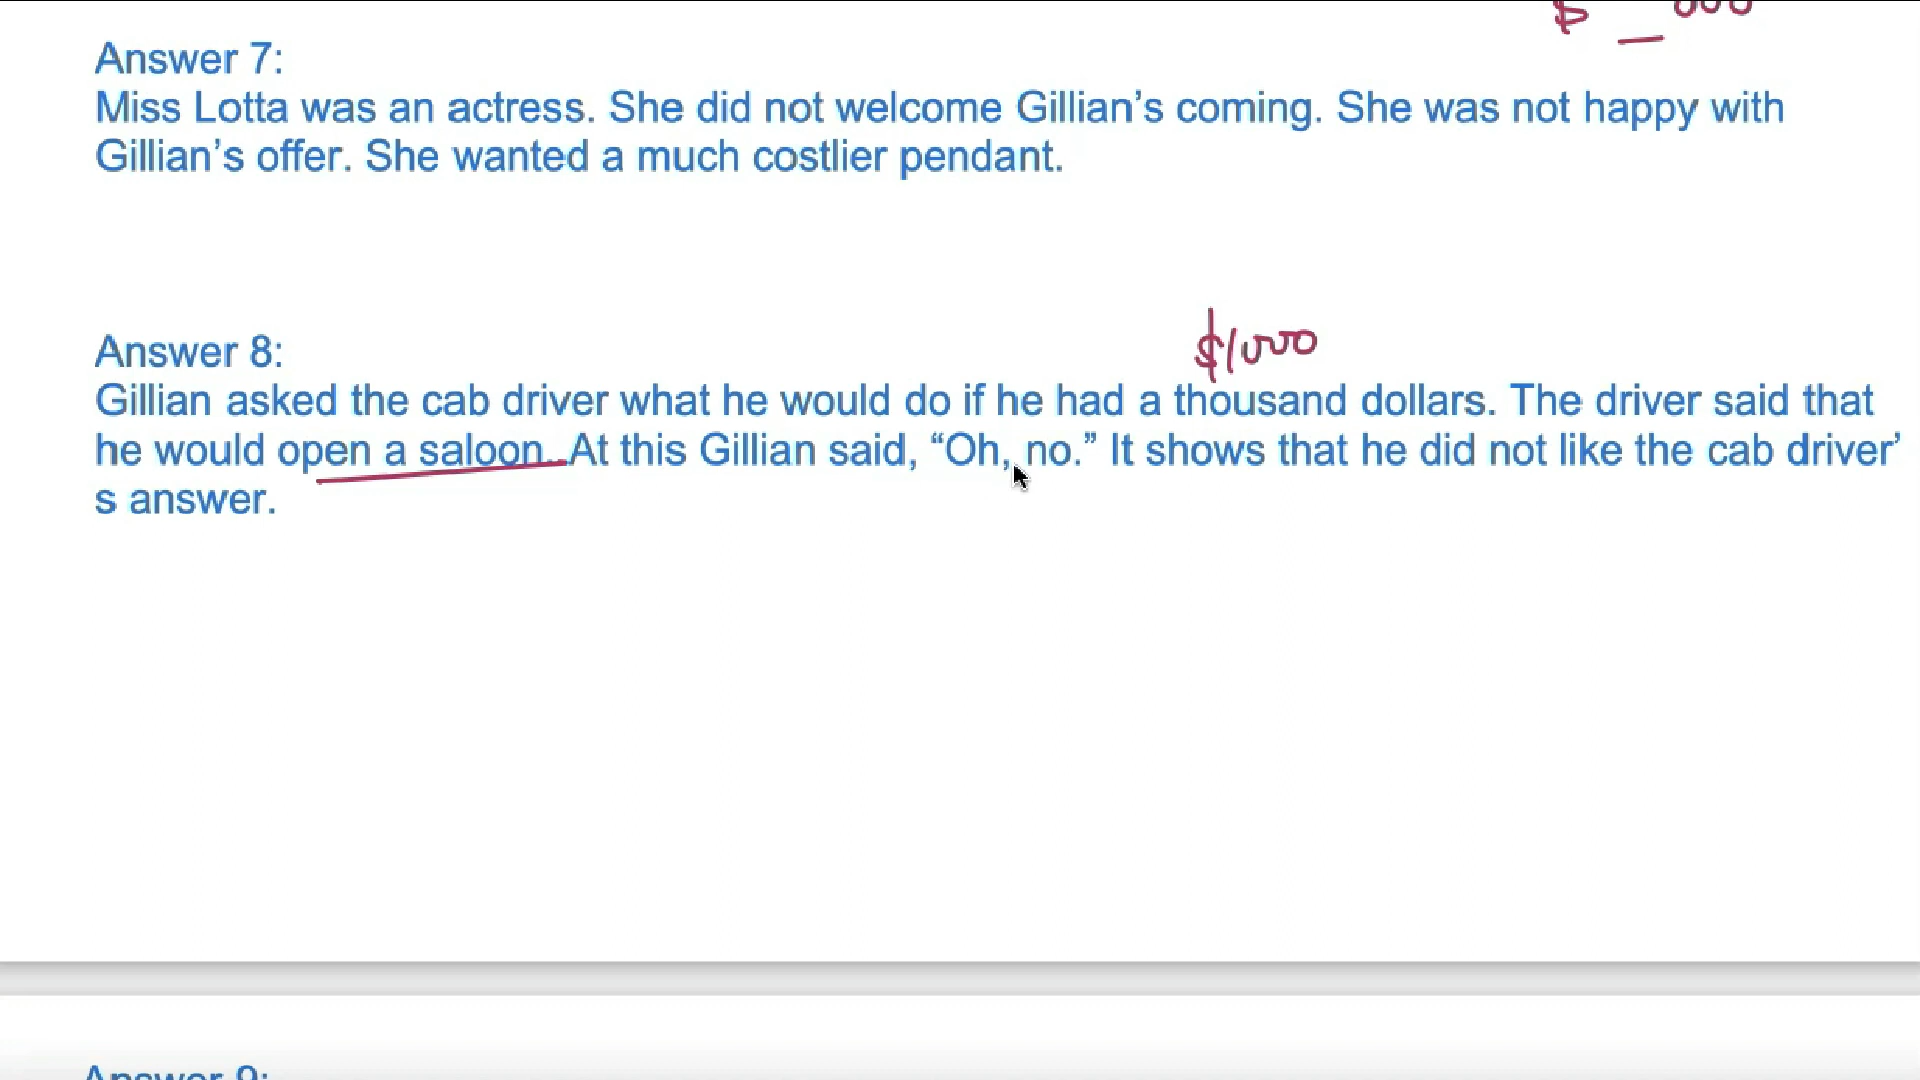 Answer 7:
Miss Lotta was an actress. She did not welcome Gillian’s coming. She was not happy with
Gillian’s offer. She wanted a much costlier pendant.
$1000
Answer 8:
Gillian asked the cab driver what he would do if he had a thousand dollars. The driver said that
he would open a saloon. At this Gillian said, “Oh, no.” It shows that he did not like the cab driver’
s answer.
Answer 9: